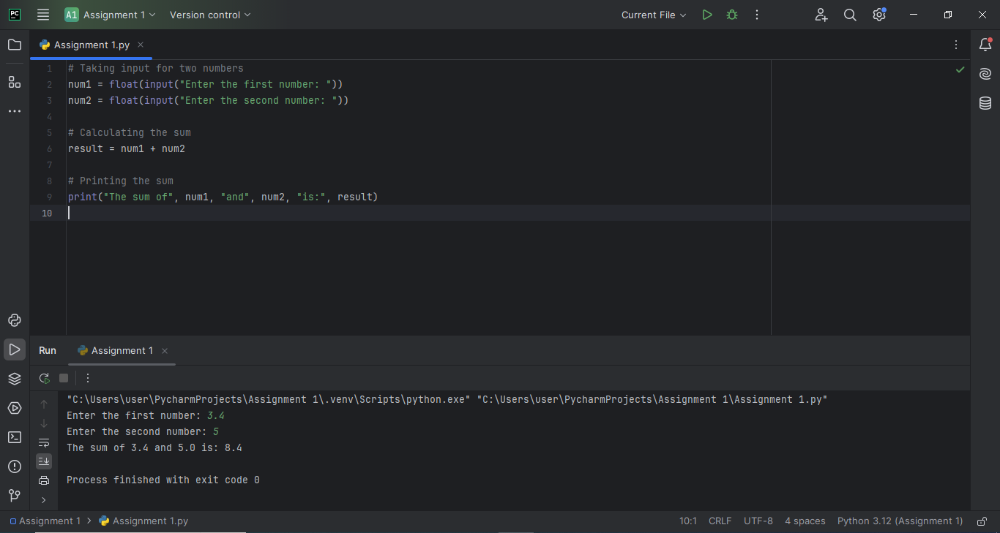 PC A1 Assignment 1 Version control Current File
Assignment 1.py
1 # Taking input for two numbers
2 num1 = float(input("Enter the first number: "))
3 num2 = float(input("Enter the second number: "))
4
5 # Calculating the sum
6 result = num1 + num2
7
8 # Printing the sum
9 print("The sum of", num1, "and", num2, "is:", result)
10
Run Assignment 1
"C:\Users\user\PycharmProjects\Assignment 1\.venv\Scripts\python.exe" "C:\Users\user\PycharmProjects\Assignment 1\Assignment 1.py"
Enter the first number: 3.4
Enter the second number: 5
The sum of 3.4 and 5.0 is: 8.4
Process finished with exit code 0
Assignment 1 > Assignment 1.py 10:1 CRLF UTF-8 4 spaces Python 3.12 (Assignment 1)